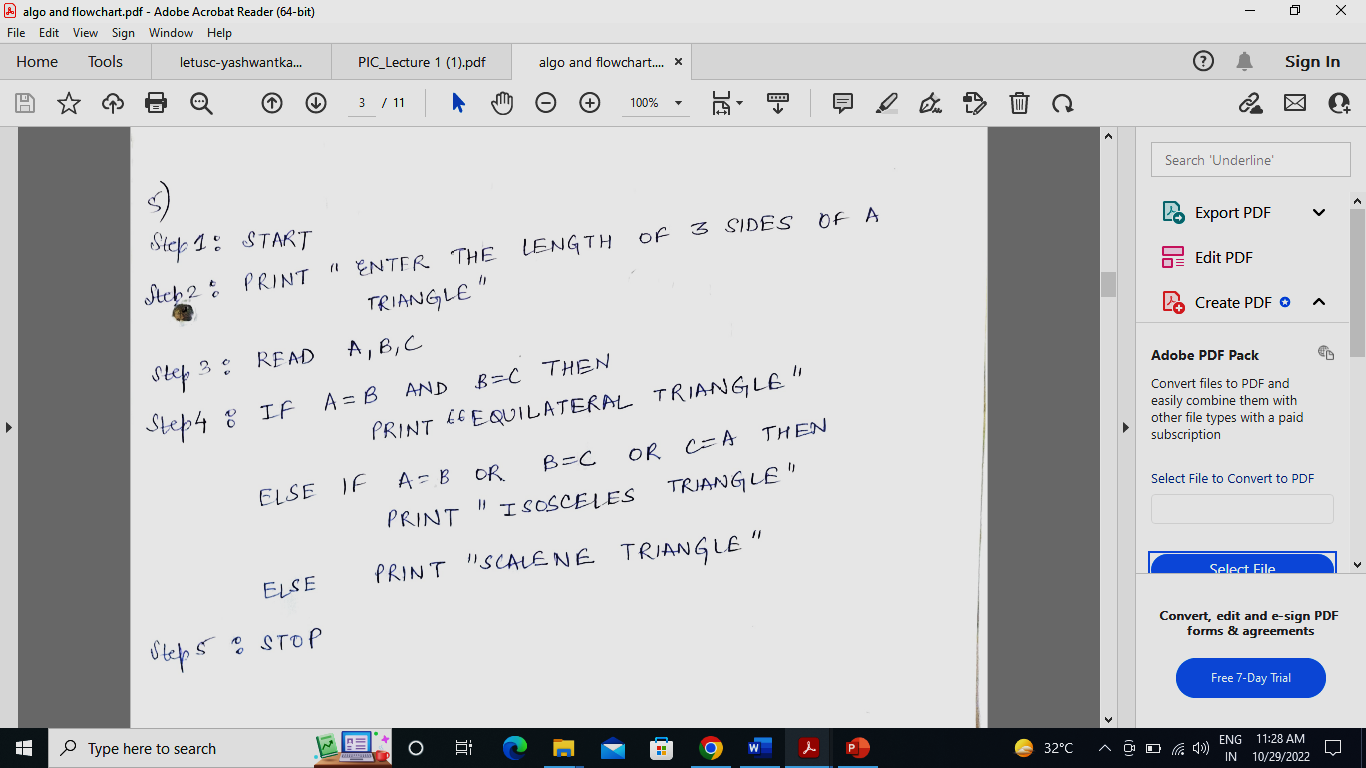 algo and flowchart.pdf - Adobe Acrobat Reader (64-bit)
File Edit View Sign Window Help
Home Tools letusc-yashwantka... PIC_Lecture 1 (1).pdf algo and flowchart.... × ? Sign In
3 / 11 100%
5)
Step 1: START
Step 2: PRINT " ENTER THE LENGTH OF 3 SIDES OF A
TRIANGLE"
Step 3: READ A, B, C
Step 4: IF A=B AND B=C THEN
PRINT “EQUILATERAL TRIANGLE"
ELSE IF A=B OR B=C OR C=A THEN
PRINT " ISOSCELES TRIANGLE"
ELSE PRINT "SCALENE TRIANGLE"
Step 5: STOP
Search 'Underline'
Export PDF
Edit PDF
Create PDF
Adobe PDF Pack
Convert files to PDF and
easily combine them with
other file types with a paid
subscription
Select File to Convert to PDF
Select File
Convert, edit and e-sign PDF
forms & agreements
Free 7-Day Trial
Type here to search
32°C
ENG
IN
11:28 AM
10/29/2022